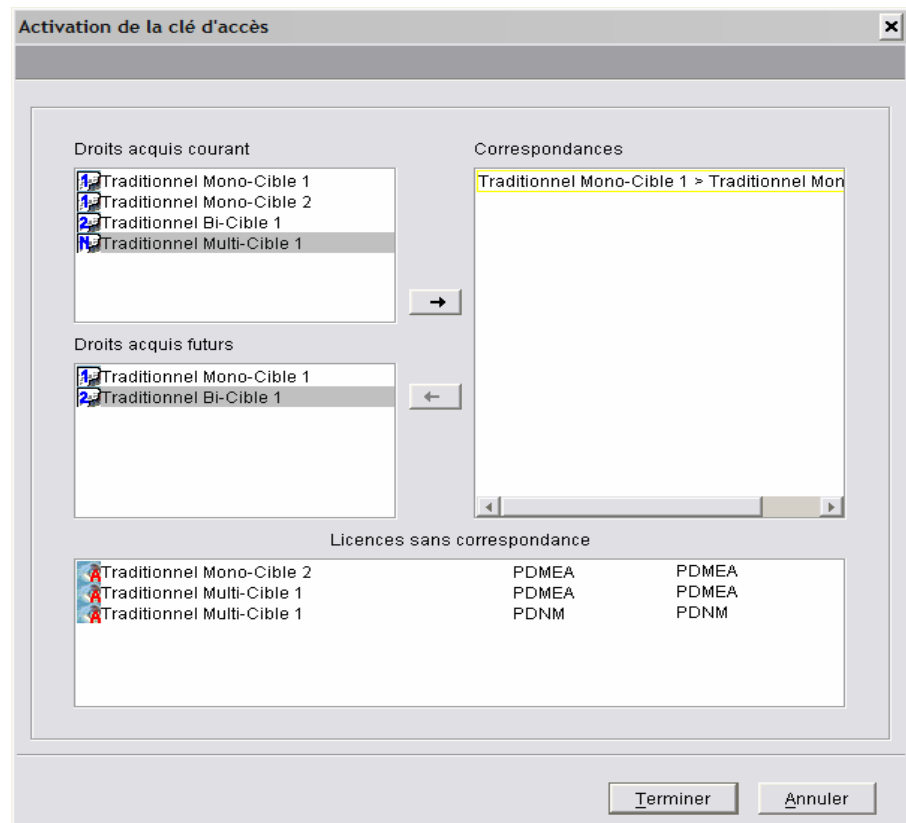 Activation de la clé d'accès
Droits acquis courant
Traditionnel Mono-Cible 1
Traditionnel Mono-Cible 2
Traditionnel Bi-Cible 1
Traditionnel Multi-Cible 1
Correspondances
Traditionnel Mono-Cible 1 > Traditionnel Mon
Droits acquis futurs
Traditionnel Mono-Cible 1
Traditionnel Bi-Cible 1
Licences sans correspondance
Traditionnel Mono-Cible 2 PDMEA PDMEA
Traditionnel Multi-Cible 1 PDMEA PDMEA
Traditionnel Multi-Cible 1 PDNM PDNM
Terminer Annuler